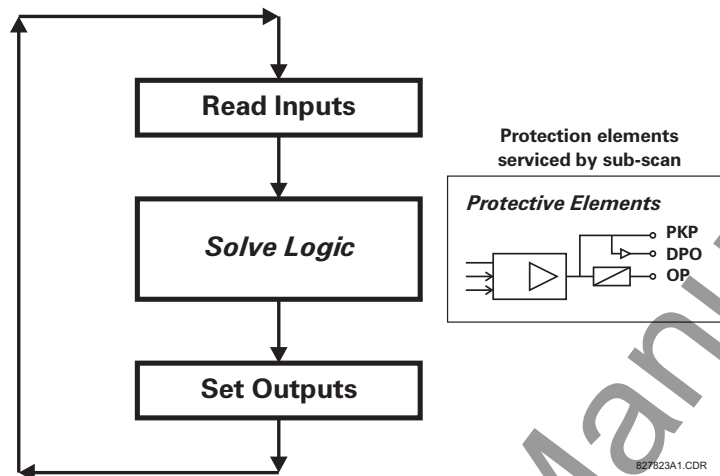 Read Inputs
Solve Logic
Set Outputs
Protection elements
serviced by sub-scan
Protective Elements
PKP
DPO
OP
827823A1.CDR